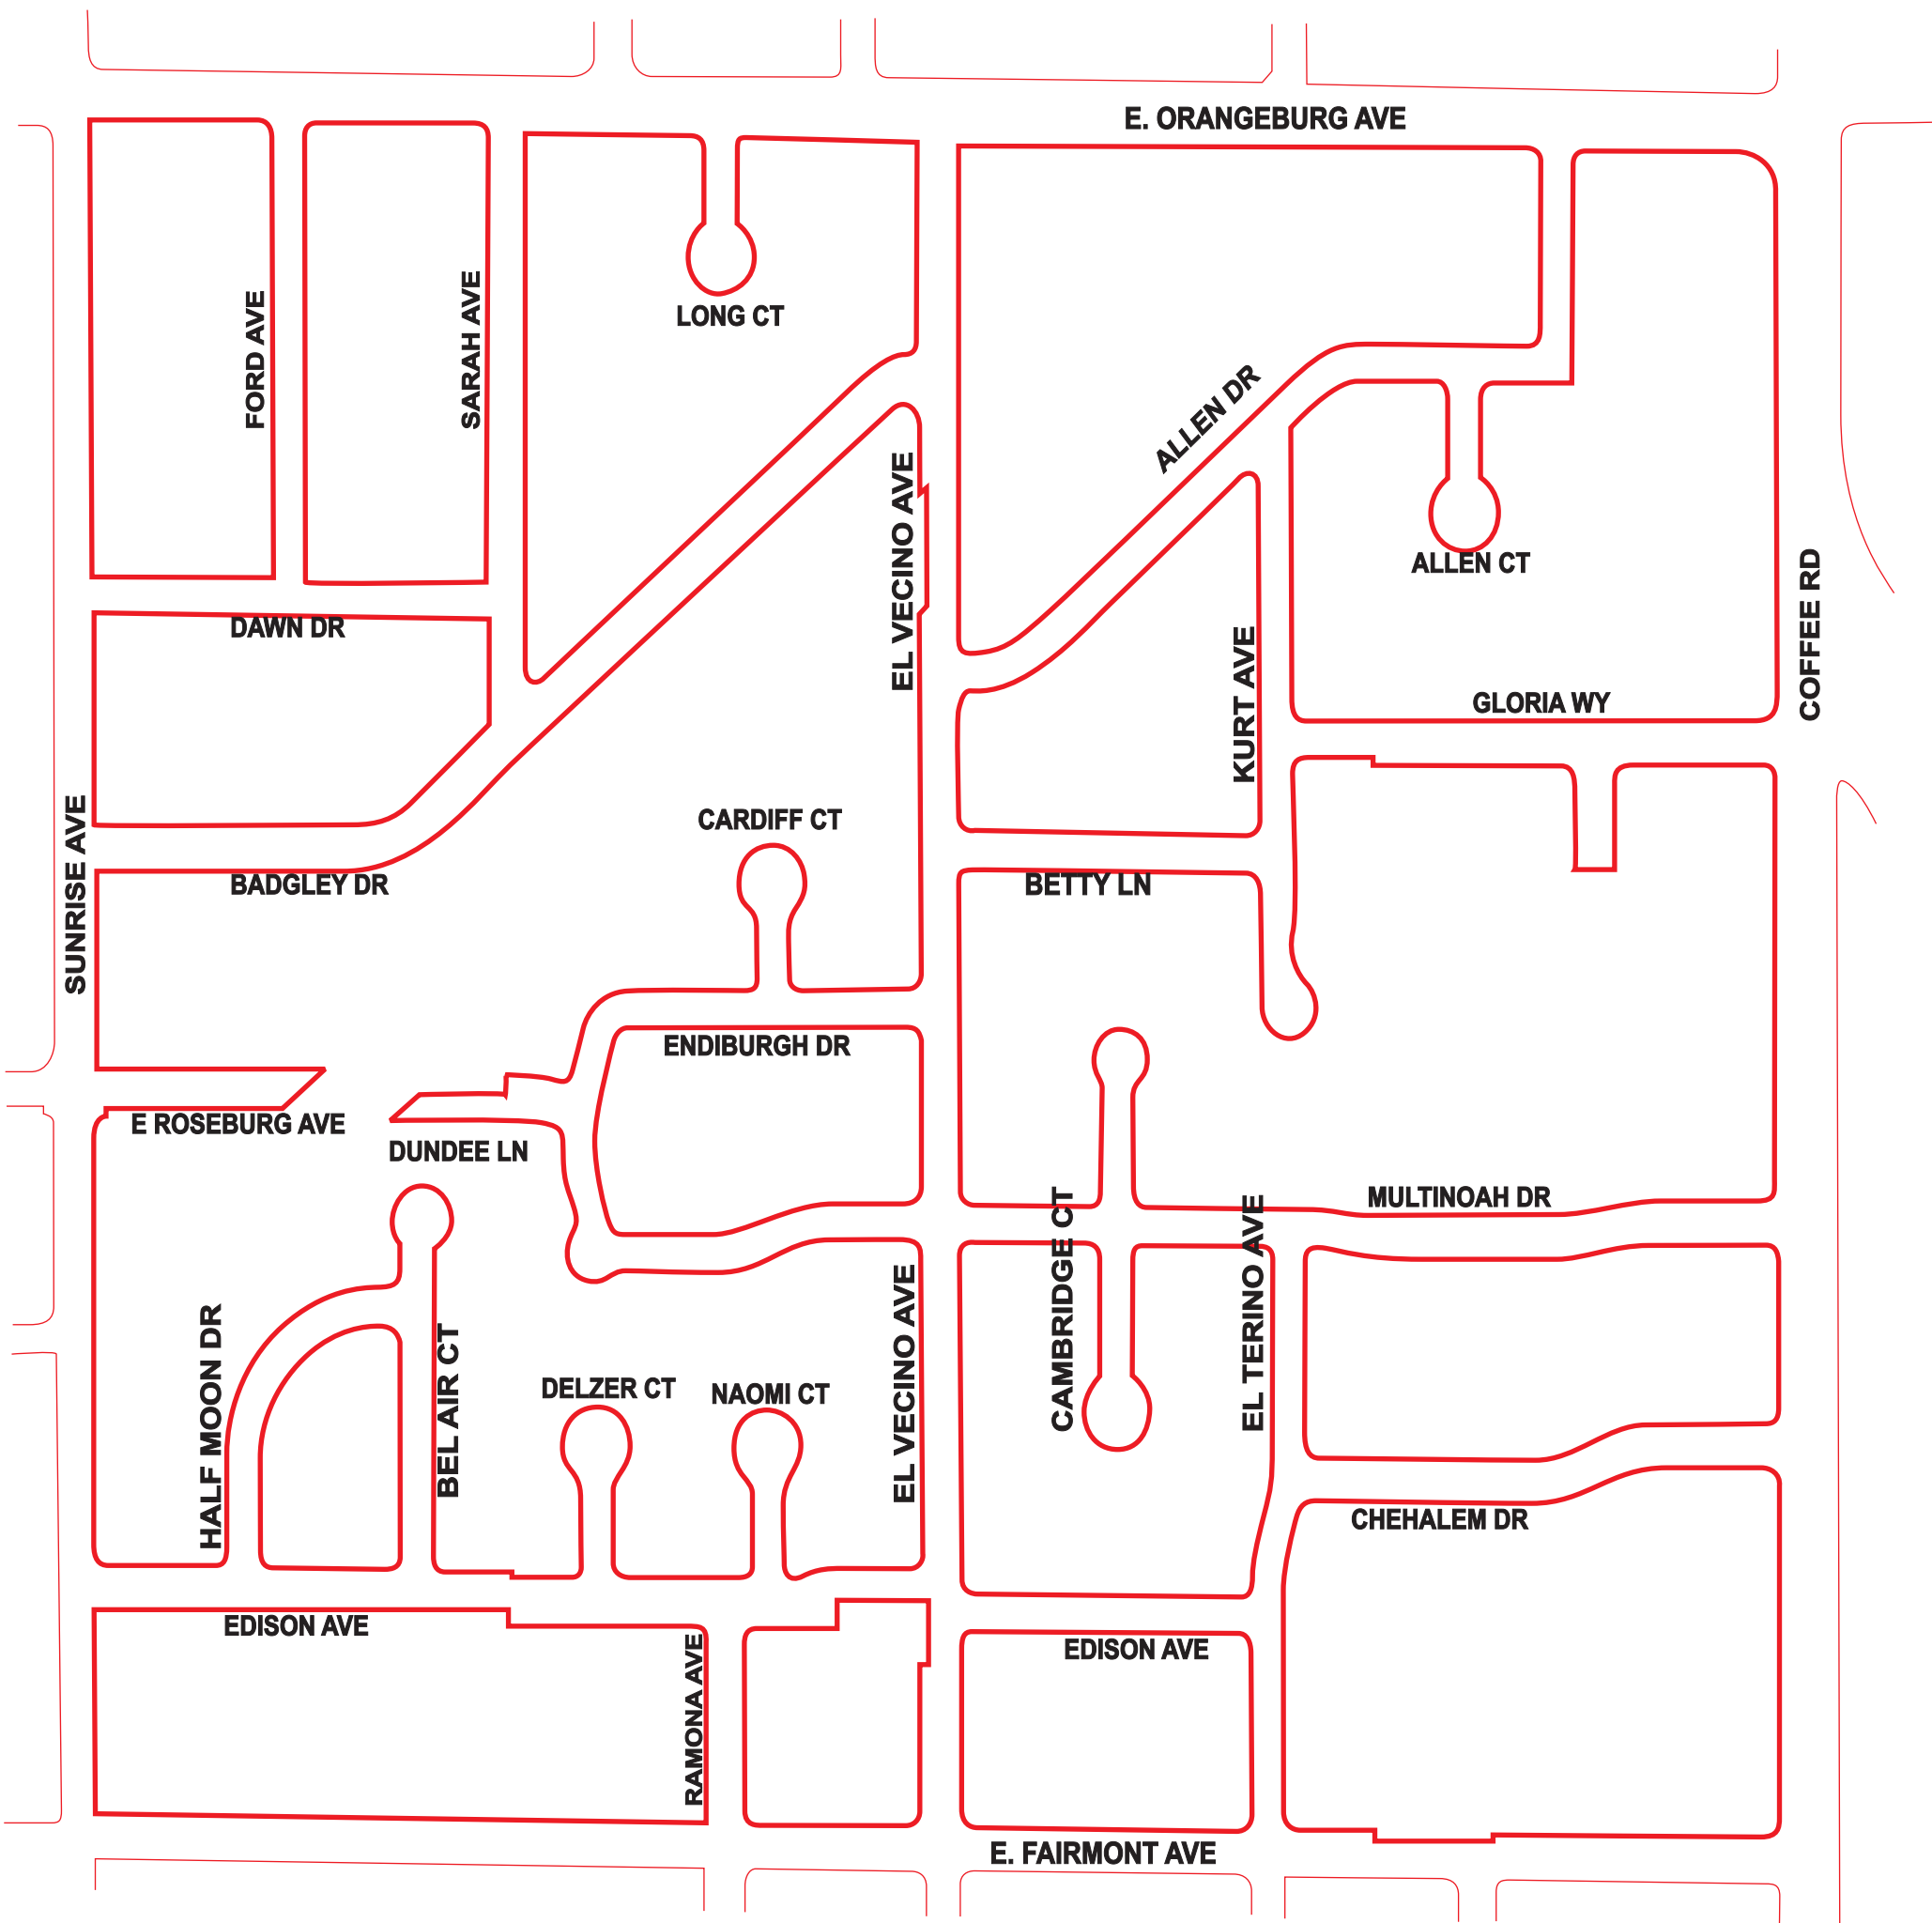 E. ORANGEBURG AVE
FORD AVE
SARAH AVE
LONG CT
ALLEN DR
EL VECINO AVE
ALLEN CT
COFFEE RD
DAWN DR
KURT AVE
GLORIA WY
SUNRISE AVE
CARDIFF CT
BADGLEY DR
BETTY LN
ENDIBURGH DR
E ROSEBURG AVE
DUNDEE LN
MULTINOAH DR
CAMBRIDGE CT
EL TERINO AVE
HALF MOON DR
BEL AIR CT
DELZER CT
NAOMI CT
EL VECINO AVE
CHEHALEM DR
EDISON AVE
RAMONA AVE
EDISON AVE
E. FAIRMONT AVE